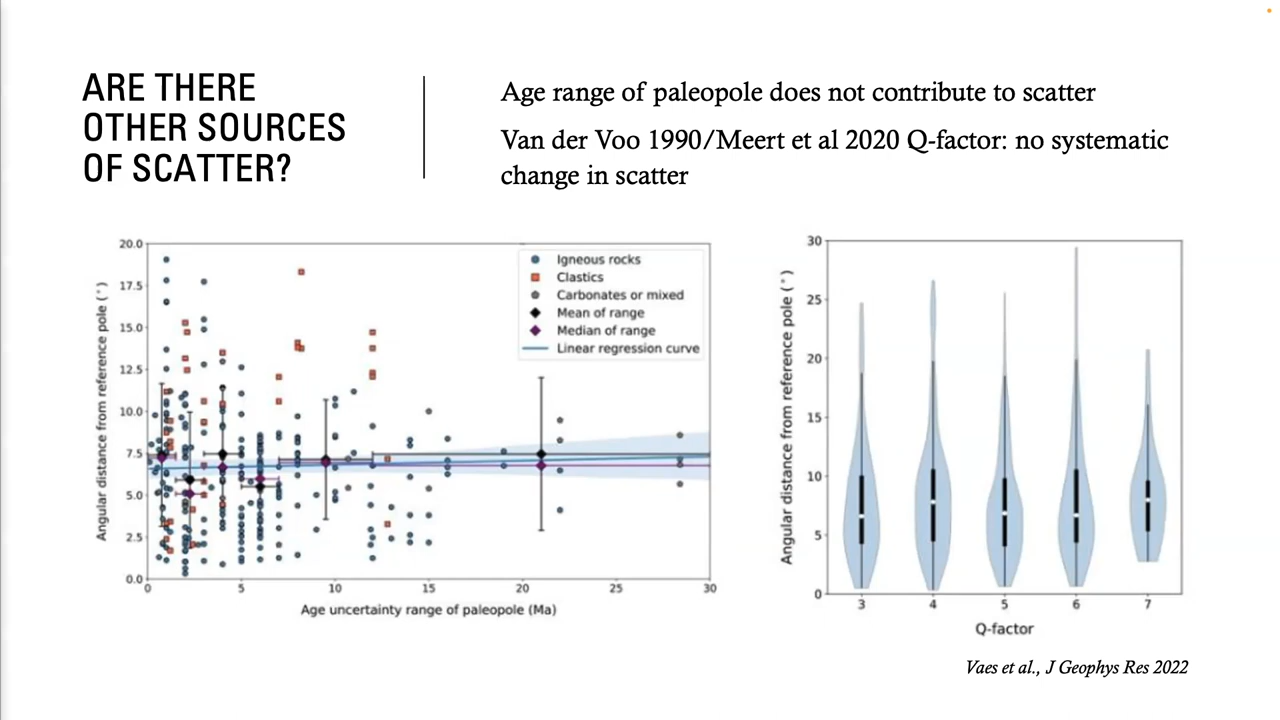 ARE THERE
OTHER SOURCES
OF SCATTER?
Age range of paleopole does not contribute to scatter
Van der Voo 1990/Meert et al 2020 Q-factor: no systematic
change in scatter
Angular distance from reference pole (°)
20.0
17.5
15.0
12.5
10.0
7.5
5.0
2.5
0.0
0
5
10
15
20
25
30
Age uncertainty range of paleopole (Ma)
Igneous rocks
Clastics
Carbonates or mixed
Mean of range
Median of range
Linear regression curve
Angular distance from reference pole (°)
30
25
20
15
10
5
0
3
4
5
6
7
Q-factor
Vaes et al., J Geophys Res 2022